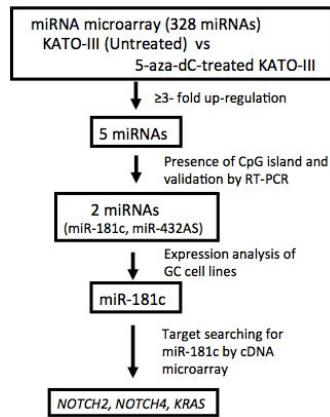 miRNA microarray (328 miRNAs)
KATO-III (Untreated) vs
5-aza-dC-treated KATO-III
≥3- fold up-regulation
5 miRNAs
Presence of CpG island and
validation by RT-PCR
2 miRNAs
(miR-181c, miR-432AS)
Expression analysis of
GC cell lines
miR-181c
Target searching for
miR-181c by cDNA
microarray
NOTCH2, NOTCH4, KRAS